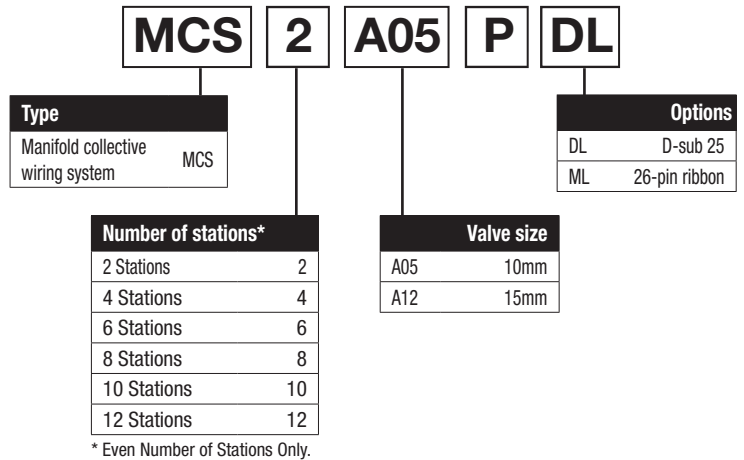 MCS 2 A05 P DL
Type
Manifold collective
wiring system MCS
Options
DL D-sub 25
ML 26-pin ribbon
Number of stations*
2 Stations 2
4 Stations 4
6 Stations 6
8 Stations 8
10 Stations 10
12 Stations 12
* Even Number of Stations Only.
Valve size
A05 10mm
A12 15mm